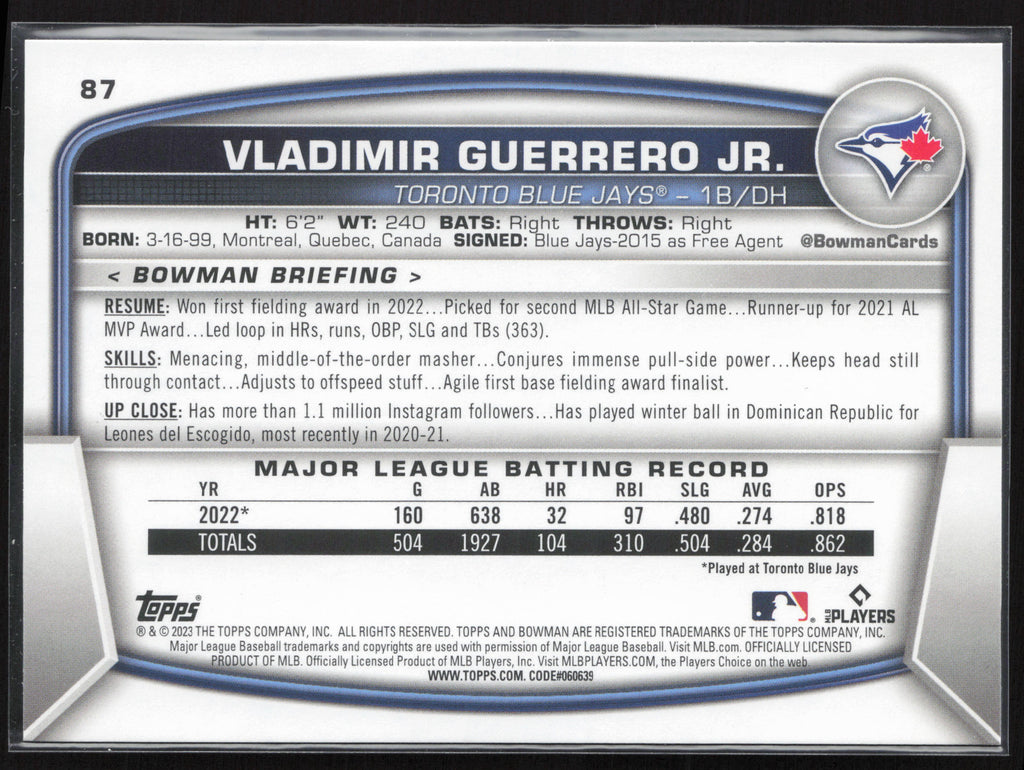 87
VLADIMIR GUERRERO JR.
TORONTO BLUE JAYS® – 1B/DH
HT: 6'2" WT: 240 BATS: Right THROWS: Right
BORN: 3-16-99, Montreal, Quebec, Canada SIGNED: Blue Jays-2015 as Free Agent @BowmanCards
< BOWMAN BRIEFING >
RESUME: Won first fielding award in 2022...Picked for second MLB All-Star Game...Runner-up for 2021 AL
MVP Award...Led loop in HRs, runs, OBP, SLG and TBs (363).
SKILLS: Menacing, middle-of-the-order masher...Conjures immense pull-side power...Keeps head still
through contact...Adjusts to offspeed stuff...Agile first base fielding award finalist.
UP CLOSE: Has more than 1.1 million Instagram followers...Has played winter ball in Dominican Republic for
Leones del Escogido, most recently in 2020-21.
MAJOR LEAGUE BATTING RECORD
YR G AB HR RBI SLG AVG OPS
2022* 160 638 32 97 .480 .274 .818
TOTALS 504 1927 104 310 .504 .284 .862
*Played at Toronto Blue Jays
TOPPS® ® MLB PLAYERS
® & © 2023 THE TOPPS COMPANY, INC. ALL RIGHTS RESERVED. TOPPS AND BOWMAN ARE REGISTERED TRADEMARKS OF THE TOPPS COMPANY, INC.
Major League Baseball trademarks and copyrights are used with permission of Major League Baseball. Visit MLB.com. OFFICIALLY LICENSED
PRODUCT OF MLB. Officially Licensed Product of MLB Players, Inc. Visit MLBPLAYERS.COM, the Players Choice on the web.
WWW.TOPPS.COM. CODE#060639